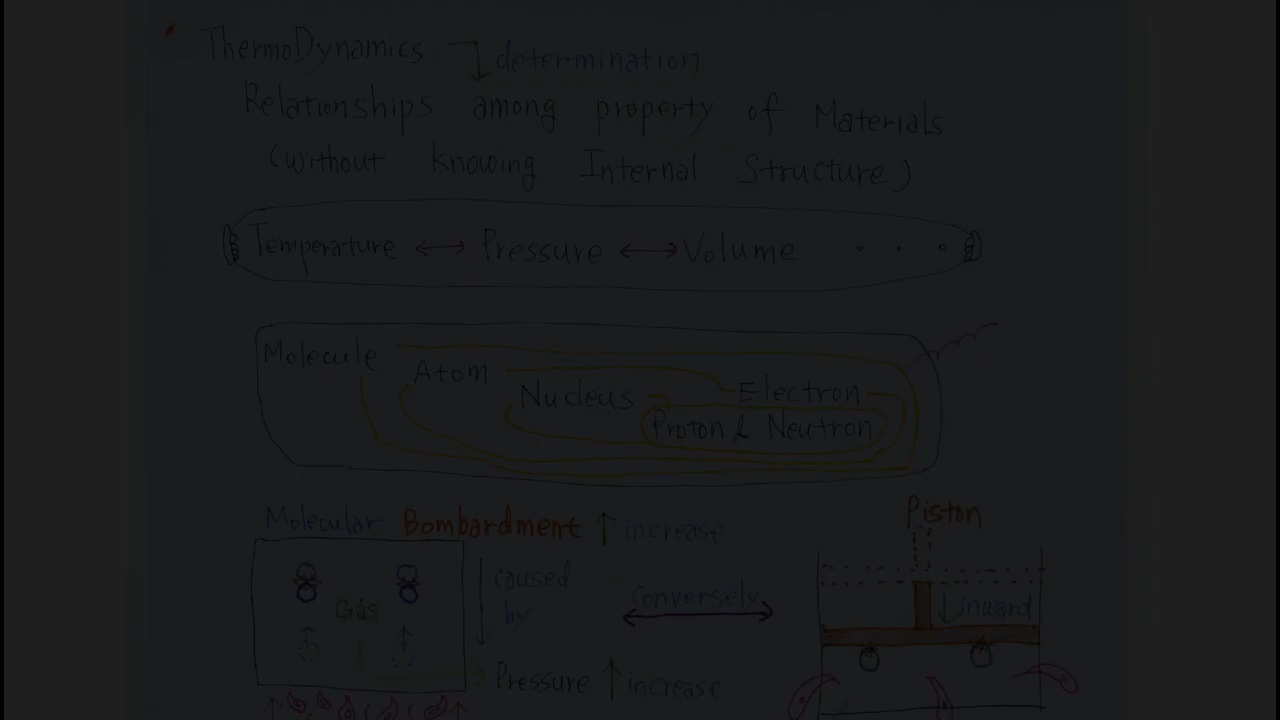 ThermoDynamics determination
Relationships among property of Materials
(without knowing Internal Structure)
Temperature ↔ Pressure ↔ Volume . . .
Molecule
Atom
Nucleus Electron
Proton & Neutron
Molecular Bombardment ↑ increase
Gas
caused
by
Pressure ↑ increase
Conversely
Piston
↓ inward